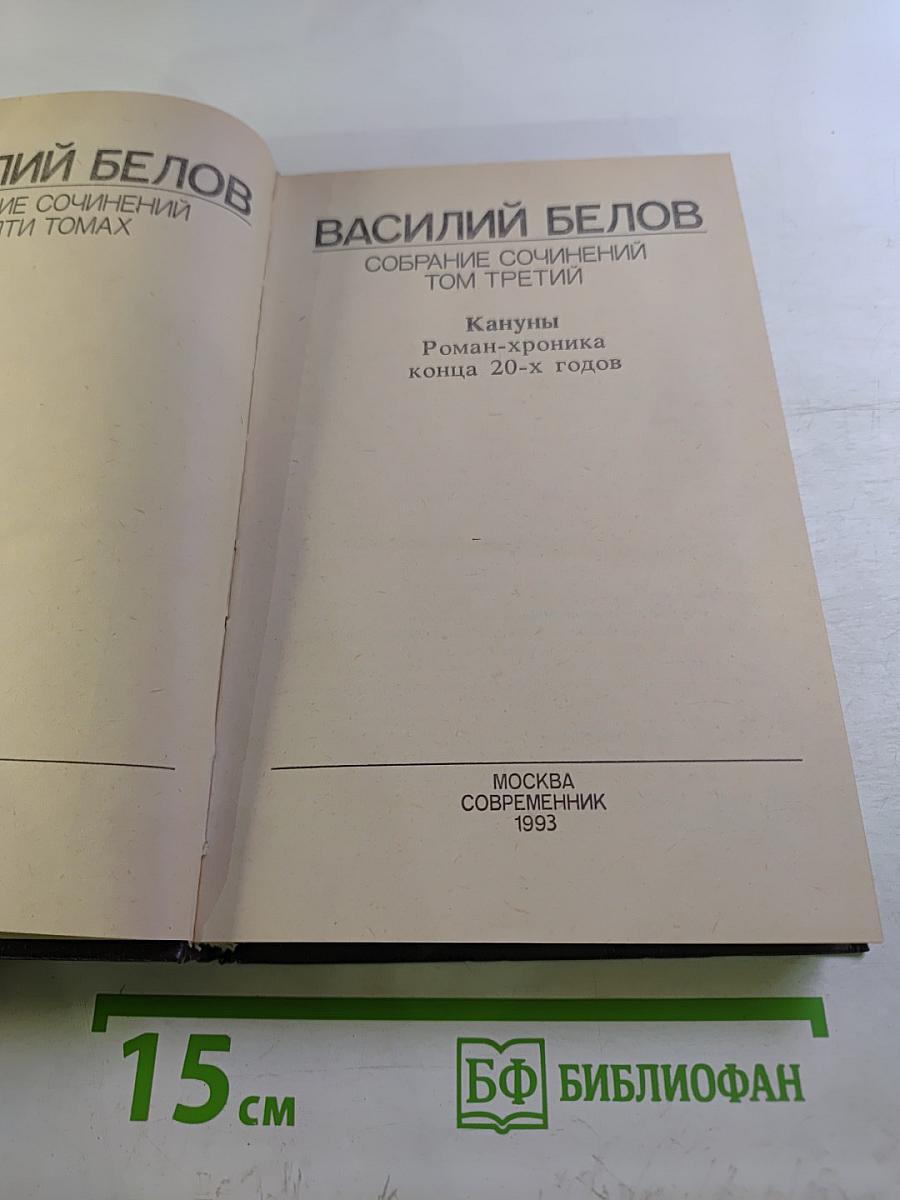 ЛИЙ БЕЛОВ
ИЕ СОЧИНЕНИЙ
ЯТИ ТОМАХ
ВАСИЛИЙ БЕЛОВ
СОБРАНИЕ СОЧИНЕНИЙ
ТОМ ТРЕТИЙ
Кануны
Роман-хроника
конца 20-х годов
МОСКВА
СОВРЕМЕННИК
1993
15 см
БФ БИБЛИОФАН